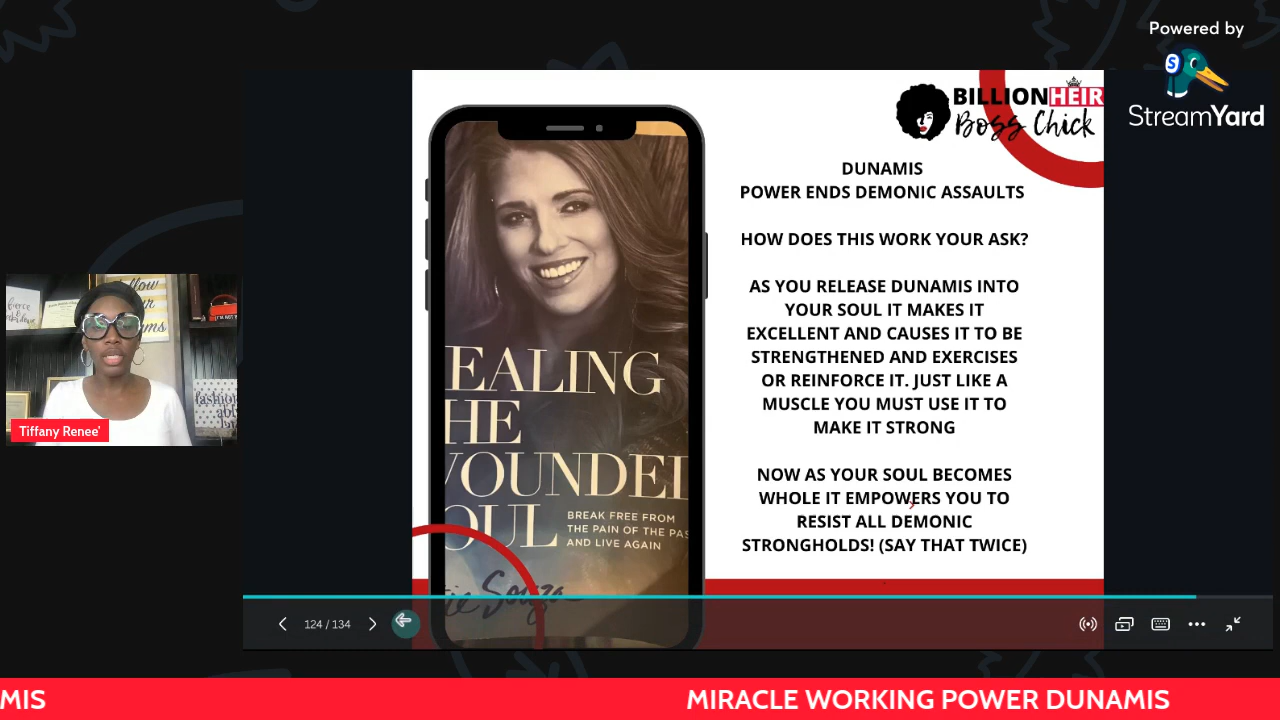 Powered by
StreamYard
BILLIONHEIR
Boss Chick
DUNAMIS
POWER ENDS DEMONIC ASSAULTS
HOW DOES THIS WORK YOUR ASK?
AS YOU RELEASE DUNAMIS INTO
YOUR SOUL IT MAKES IT
EXCELLENT AND CAUSES IT TO BE
STRENGTHENED AND EXERCISES
OR REINFORCE IT. JUST LIKE A
MUSCLE YOU MUST USE IT TO
MAKE IT STRONG
NOW AS YOUR SOUL BECOMES
WHOLE IT EMPOWERS YOU TO
RESIST ALL DEMONIC
STRONGHOLDS! (SAY THAT TWICE)
EALING
HE
OUNDE
OUL
BREAK FREE FROM
THE PAIN OF THE PAS
AND LIVE AGAIN
ie Souza
fierce
Tiffany Renee'
124 / 134
MIS
MIRACLE WORKING POWER DUNAMIS